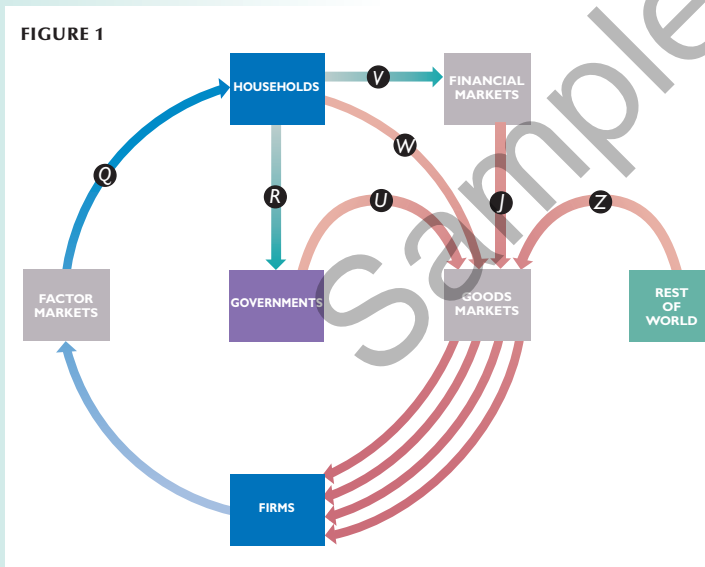 FIGURE 1
HOUSEHOLDS
V
FINANCIAL
MARKETS
W
Q
R
U
J
Z
FACTOR
MARKETS
GOVERNMENTS
GOODS
MARKETS
REST
OF
WORLD
FIRMS
Sample